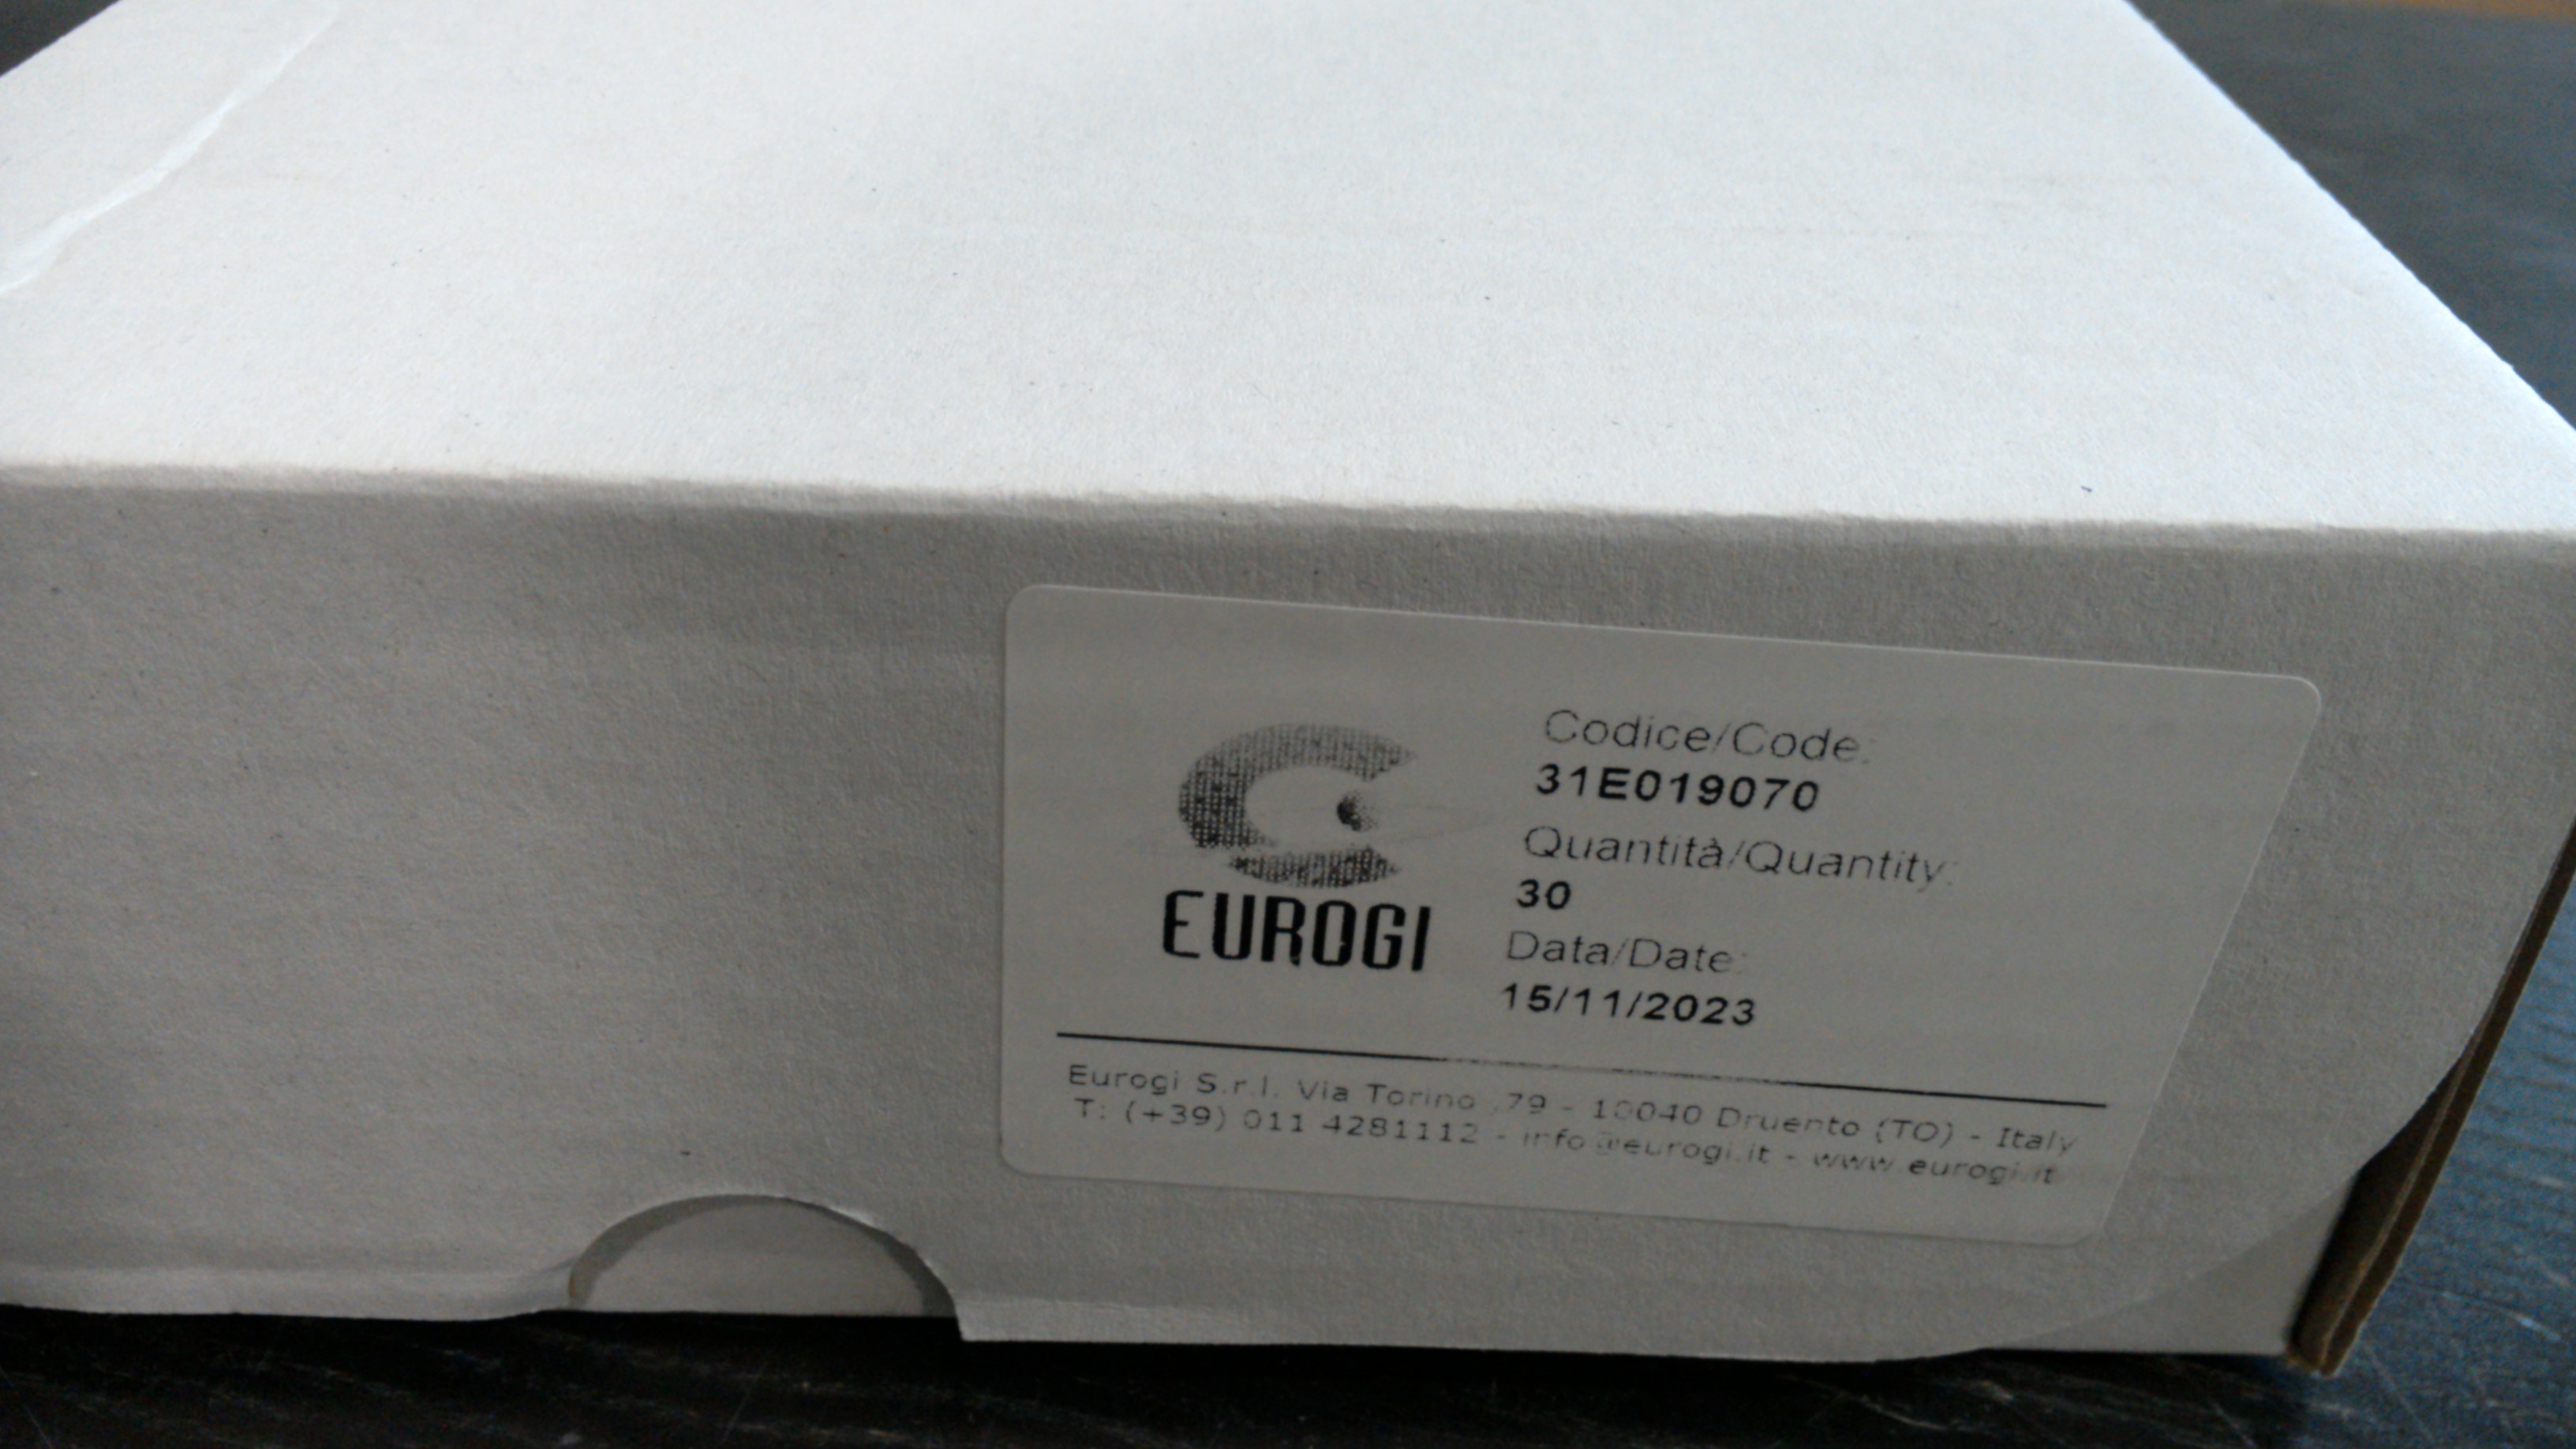 EUROGI
Codice/Code:
31E019070
Quantità/Quantity:
30
Data/Date:
15/11/2023
Eurogi S.r.l. Via Torino ,79 - 10040 Druento (TO) - Italy
T: (+39) 011 4281112 - info@eurogi.it - www.eurogi.it